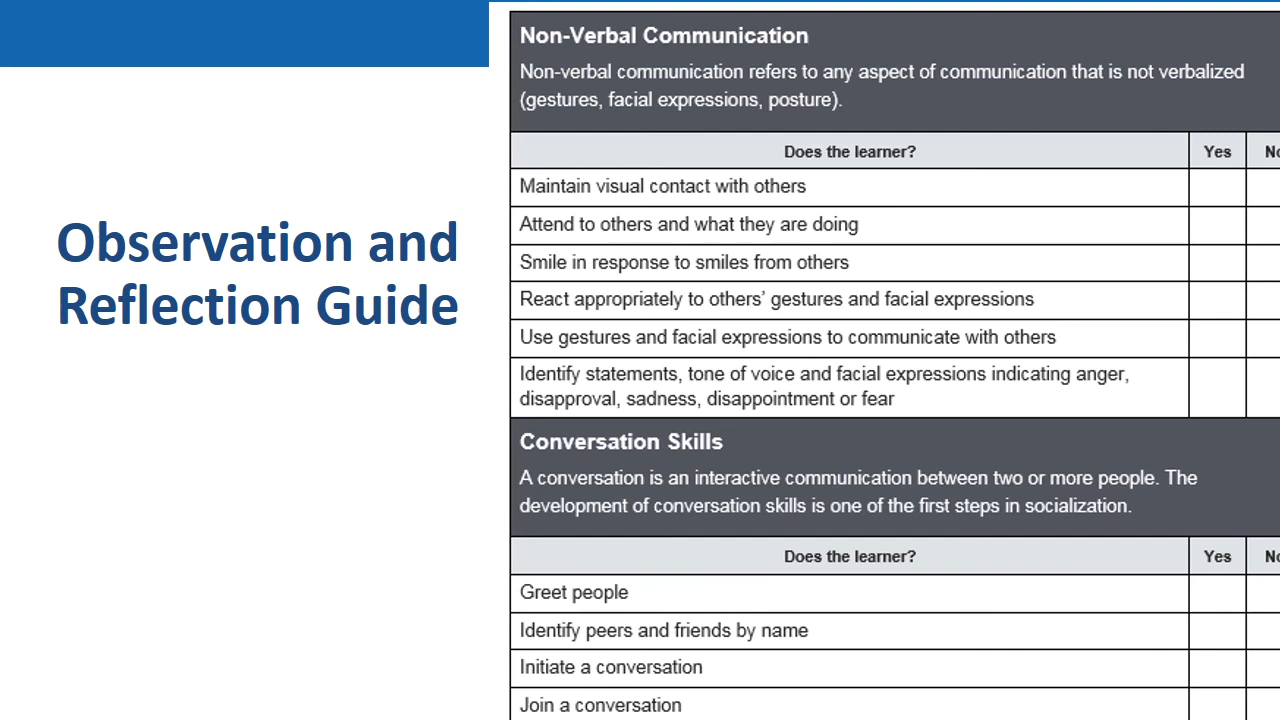 Observation and
Reflection Guide
Non-Verbal Communication
Non-verbal communication refers to any aspect of communication that is not verbalized
(gestures, facial expressions, posture).
Does the learner? Yes No
Maintain visual contact with others
Attend to others and what they are doing
Smile in response to smiles from others
React appropriately to others’ gestures and facial expressions
Use gestures and facial expressions to communicate with others
Identify statements, tone of voice and facial expressions indicating anger,
disapproval, sadness, disappointment or fear
Conversation Skills
A conversation is an interactive communication between two or more people. The
development of conversation skills is one of the first steps in socialization.
Does the learner? Yes No
Greet people
Identify peers and friends by name
Initiate a conversation
Join a conversation